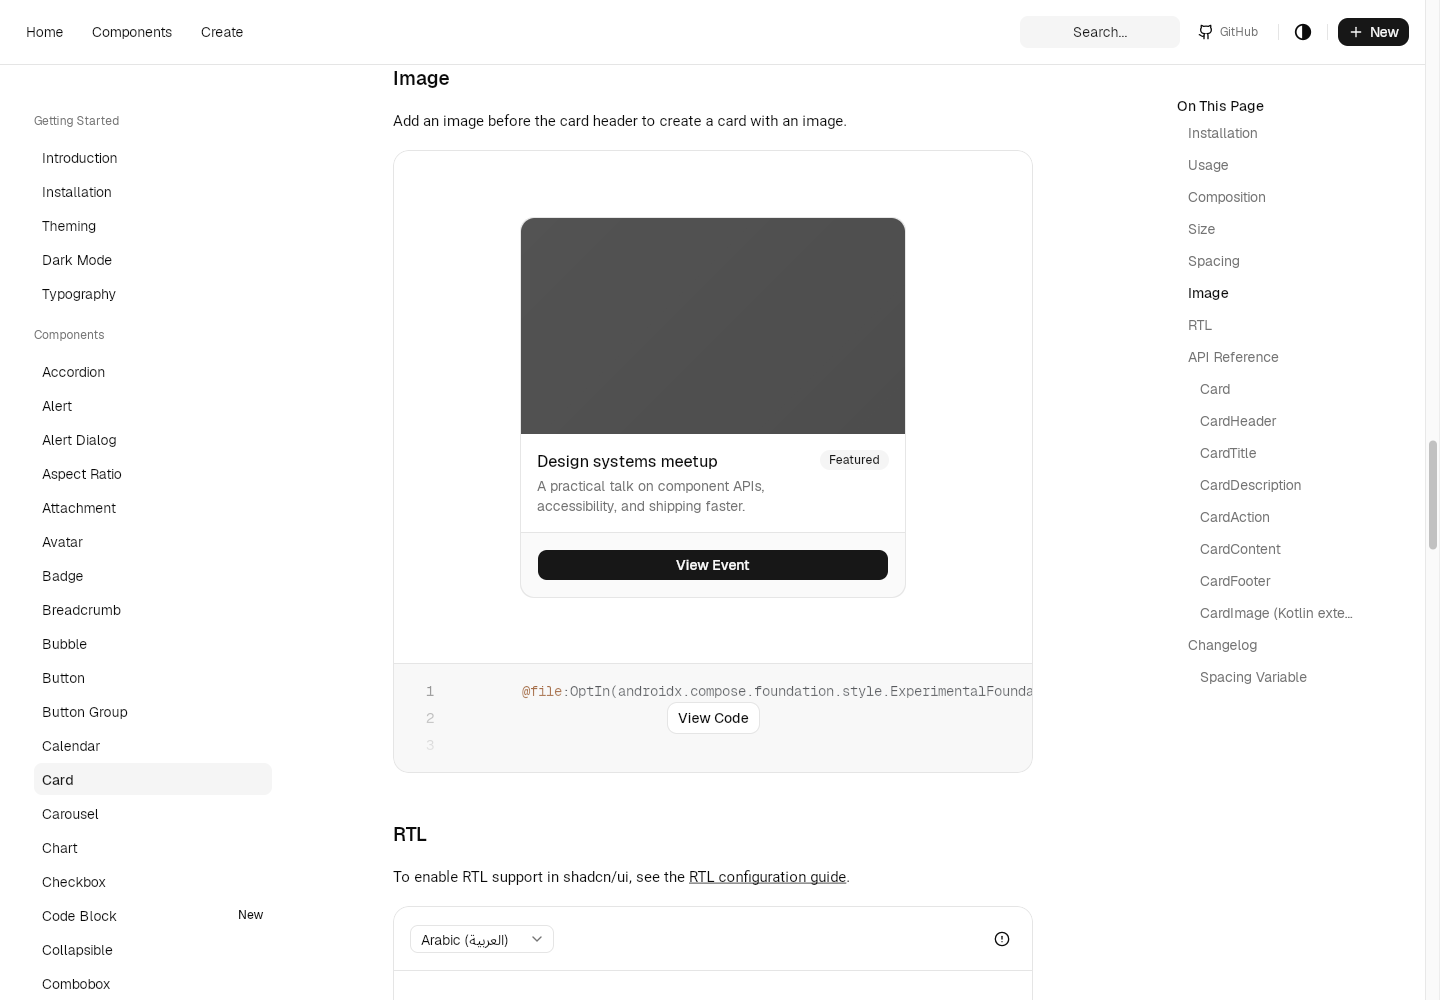 Home
Components
Create
Search...
GitHub
New
Getting Started
Introduction
Installation
Theming
Dark Mode
Typography
Components
Accordion
Alert
Alert Dialog
Aspect Ratio
Attachment
Avatar
Badge
Breadcrumb
Bubble
Button
Button Group
Calendar
Card
Carousel
Chart
Checkbox
Code Block
New
Collapsible
Combobox
Image
Add an image before the card header to create a card with an image.
Design systems meetup
Featured
A practical talk on component APIs,
accessibility, and shipping faster.
View Event
1 @file:OptIn(androidx.compose.foundation.style.ExperimentalFounda
2
View Code
3
RTL
To enable RTL support in shadcn/ui, see the RTL configuration guide.
Arabic (العربية)
On This Page
Installation
Usage
Composition
Size
Spacing
Image
RTL
API Reference
Card
CardHeader
CardTitle
CardDescription
CardAction
CardContent
CardFooter
CardImage (Kotlin exte...
Changelog
Spacing Variable